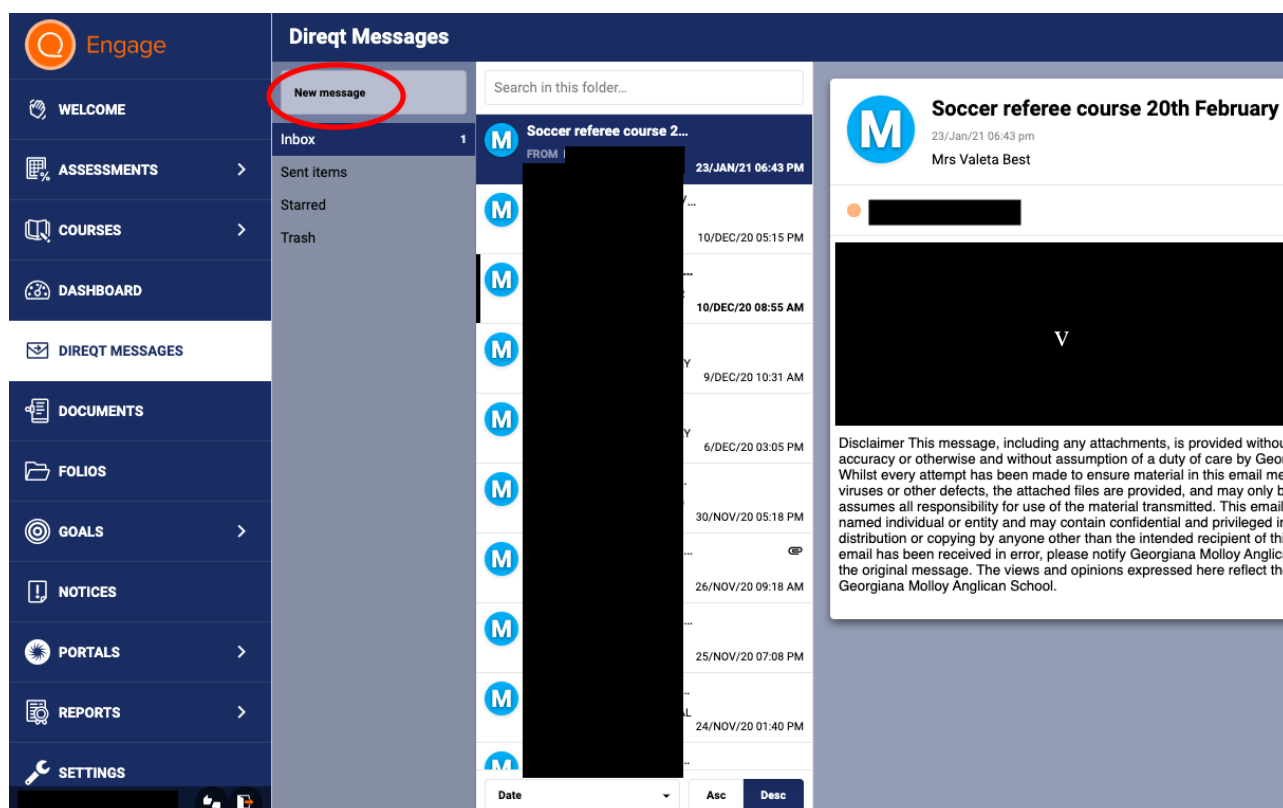 Engage
WELCOME
ASSESSMENTS
COURSES
DASHBOARD
DIREQT MESSAGES
DOCUMENTS
FOLIOS
GOALS
NOTICES
PORTALS
REPORTS
SETTINGS
Direqt Messages
New message
Inbox 1
Sent items
Starred
Trash
Search in this folder...
M
Soccer referee course 2...
FROM
23/JAN/21 06:43 PM
M
10/DEC/20 05:15 PM
M
10/DEC/20 08:55 AM
M
Y
9/DEC/20 10:31 AM
M
Y
6/DEC/20 03:05 PM
M
30/NOV/20 05:18 PM
M
26/NOV/20 09:18 AM
M
25/NOV/20 07:08 PM
M
24/NOV/20 01:40 PM
M
Date
Asc
Desc
M
Soccer referee course 20th February
23/Jan/21 06:43 pm
Mrs Valeta Best
V
Disclaimer This message, including any attachments, is provided
accuracy or otherwise and without assumption of a duty of care by
Whilst every attempt has been made to ensure material in this email
viruses or other defects, the attached files are provided, and may only
assumes all responsibility for use of the material transmitted. This email
named individual or entity and may contain confidential and privileged
distribution or copying by anyone other than the intended recipient of
email has been received in error, please notify Georgiana Molloy
the original message. The views and opinions expressed here reflect
Georgiana Molloy Anglican School.